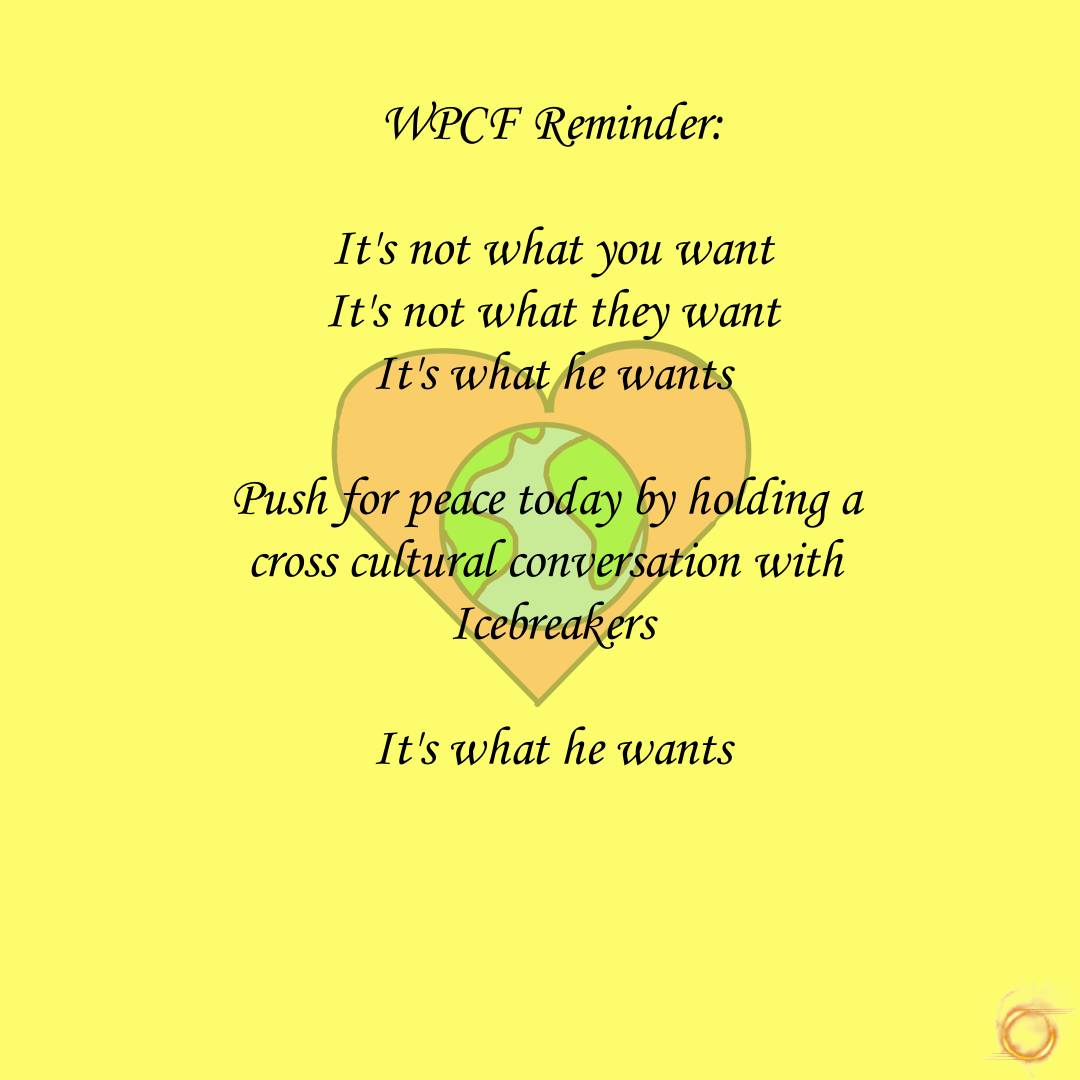 WPCF Reminder:
It's not what you want
It's not what they want
It's what he wants
Push for peace today by holding a
cross cultural conversation with
Icebreakers
It's what he wants